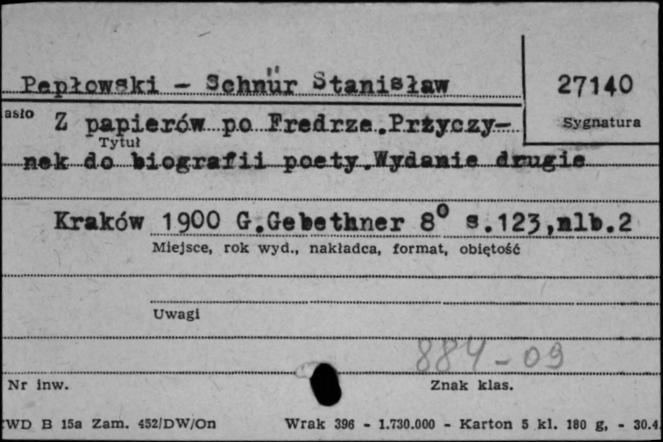 Pepłowski - Schnür Stanisław
27140
asło
Z papierów po Fredrze.Przyczy-
Sygnatura
Tytuł
nek do biografii poety.Wydanie drugie
Kraków 1900 G.Gebethner 8° s.123,nlb.2
Miejsce, rok wyd., nakładca, format, objętość
Uwagi
884-09
Nr inw.
Znak klas.
WD B 15a Zam. 452/DW/On Wrak 396 - 1.730.000 - Karton 5 kl. 180 g, - 30.4